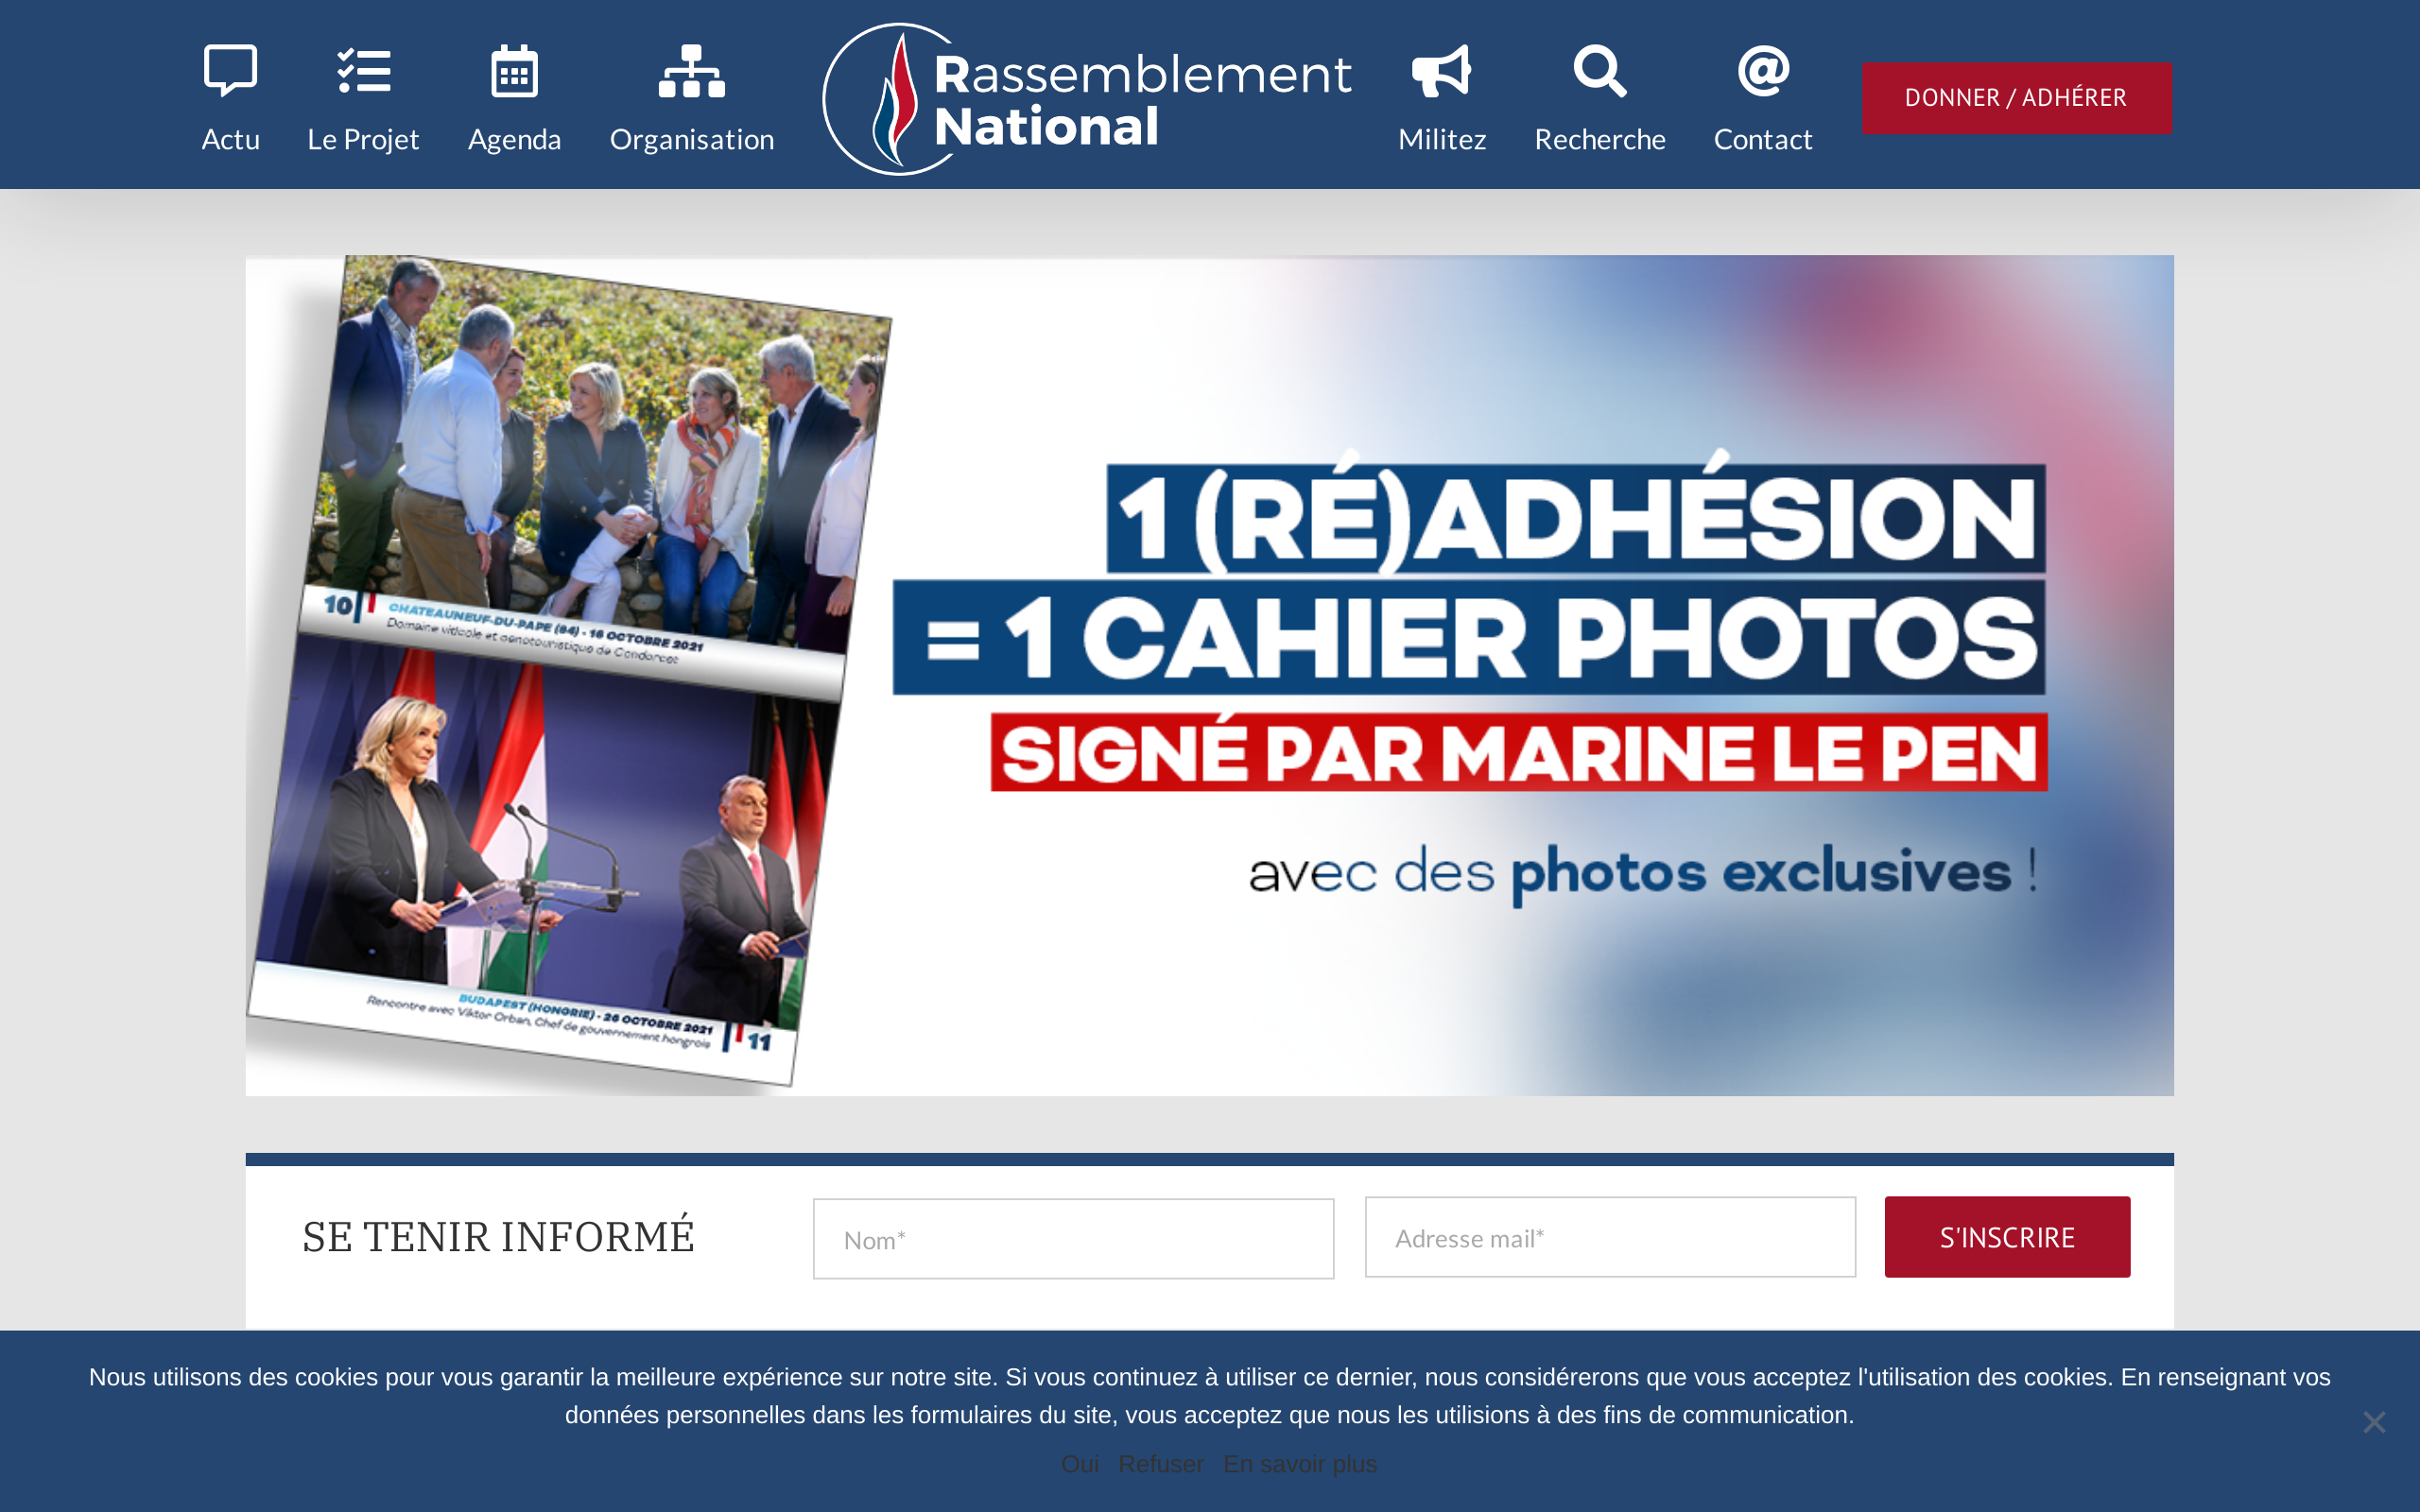 Actu
Le Projet
Agenda
Organisation
Rassemblement
National
Militez
Recherche
Contact
DONNER / ADHÉRER
10
CHATEAUNEUF-DU-PAPE (84) - 16 OCTOBRE 2021
Domaine viticole et oenotouristique de Condorcet
BUDAPEST (HONGRIE) - 26 OCTOBRE 2021
Rencontre avec Viktor Orban, Chef de gouvernement hongrois
11
1 (RÉ)ADHÉSION
= 1 CAHIER PHOTOS
SIGNÉ PAR MARINE LE PEN
avec des photos exclusives !
SE TENIR INFORMÉ
Nom*
Adresse mail*
S'INSCRIRE
Nous utilisons des cookies pour vous garantir la meilleure expérience sur notre site. Si vous continuez à utiliser ce dernier, nous considérerons que vous acceptez l'utilisation des cookies. En renseignant vos
données personnelles dans les formulaires du site, vous acceptez que nous les utilisions à des fins de communication.
Oui Refuser En savoir plus